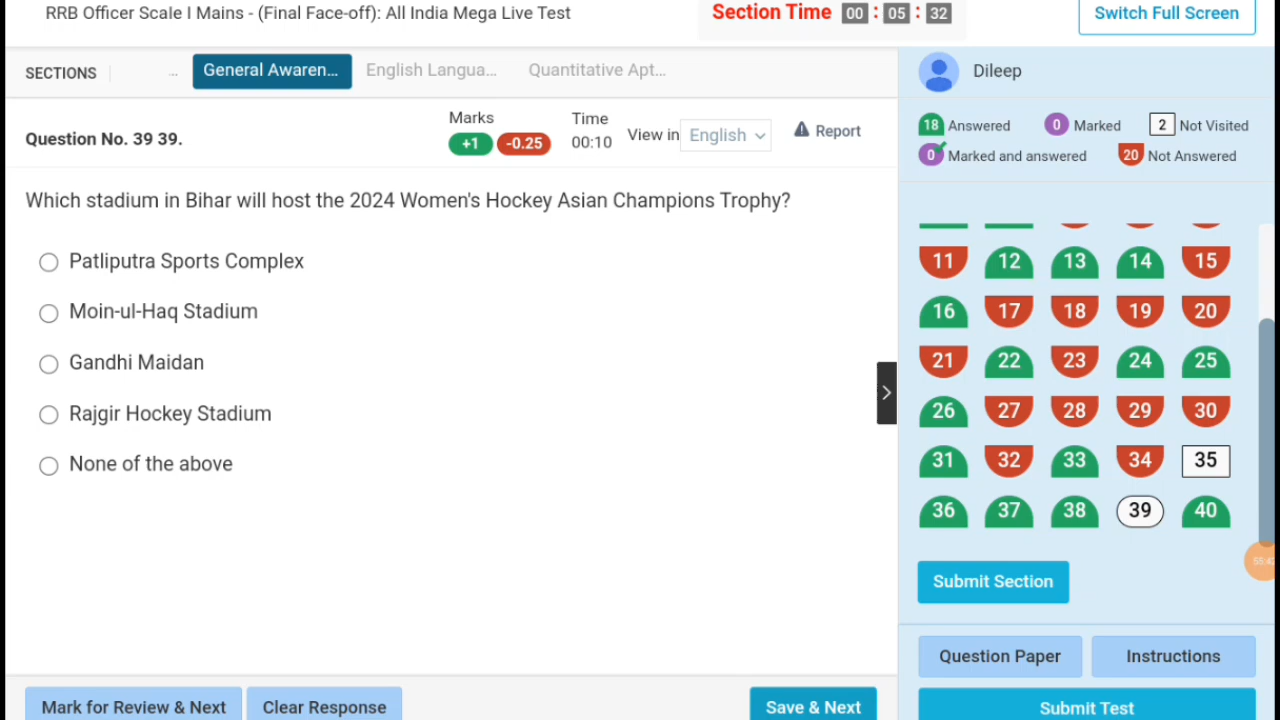 RRB Officer Scale I Mains - (Final Face-off): All India Mega Live Test
Section Time 00 : 05 : 32
Switch Full Screen
SECTIONS ... General Awaren... English Langua... Quantitative Apt...
Dileep
Question No. 39 39.
Marks
+1 -0.25
Time
00:10
View in English
Report
18 Answered 0 Marked 2 Not Visited
0 Marked and answered 20 Not Answered
Which stadium in Bihar will host the 2024 Women's Hockey Asian Champions Trophy?
Patliputra Sports Complex
Moin-ul-Haq Stadium
Gandhi Maidan
Rajgir Hockey Stadium
None of the above
11 12 13 14 15
16 17 18 19 20
21 22 23 24 25
26 27 28 29 30
31 32 33 34 35
36 37 38 39 40
Submit Section
Question Paper Instructions
Mark for Review & Next Clear Response Save & Next
Submit Test